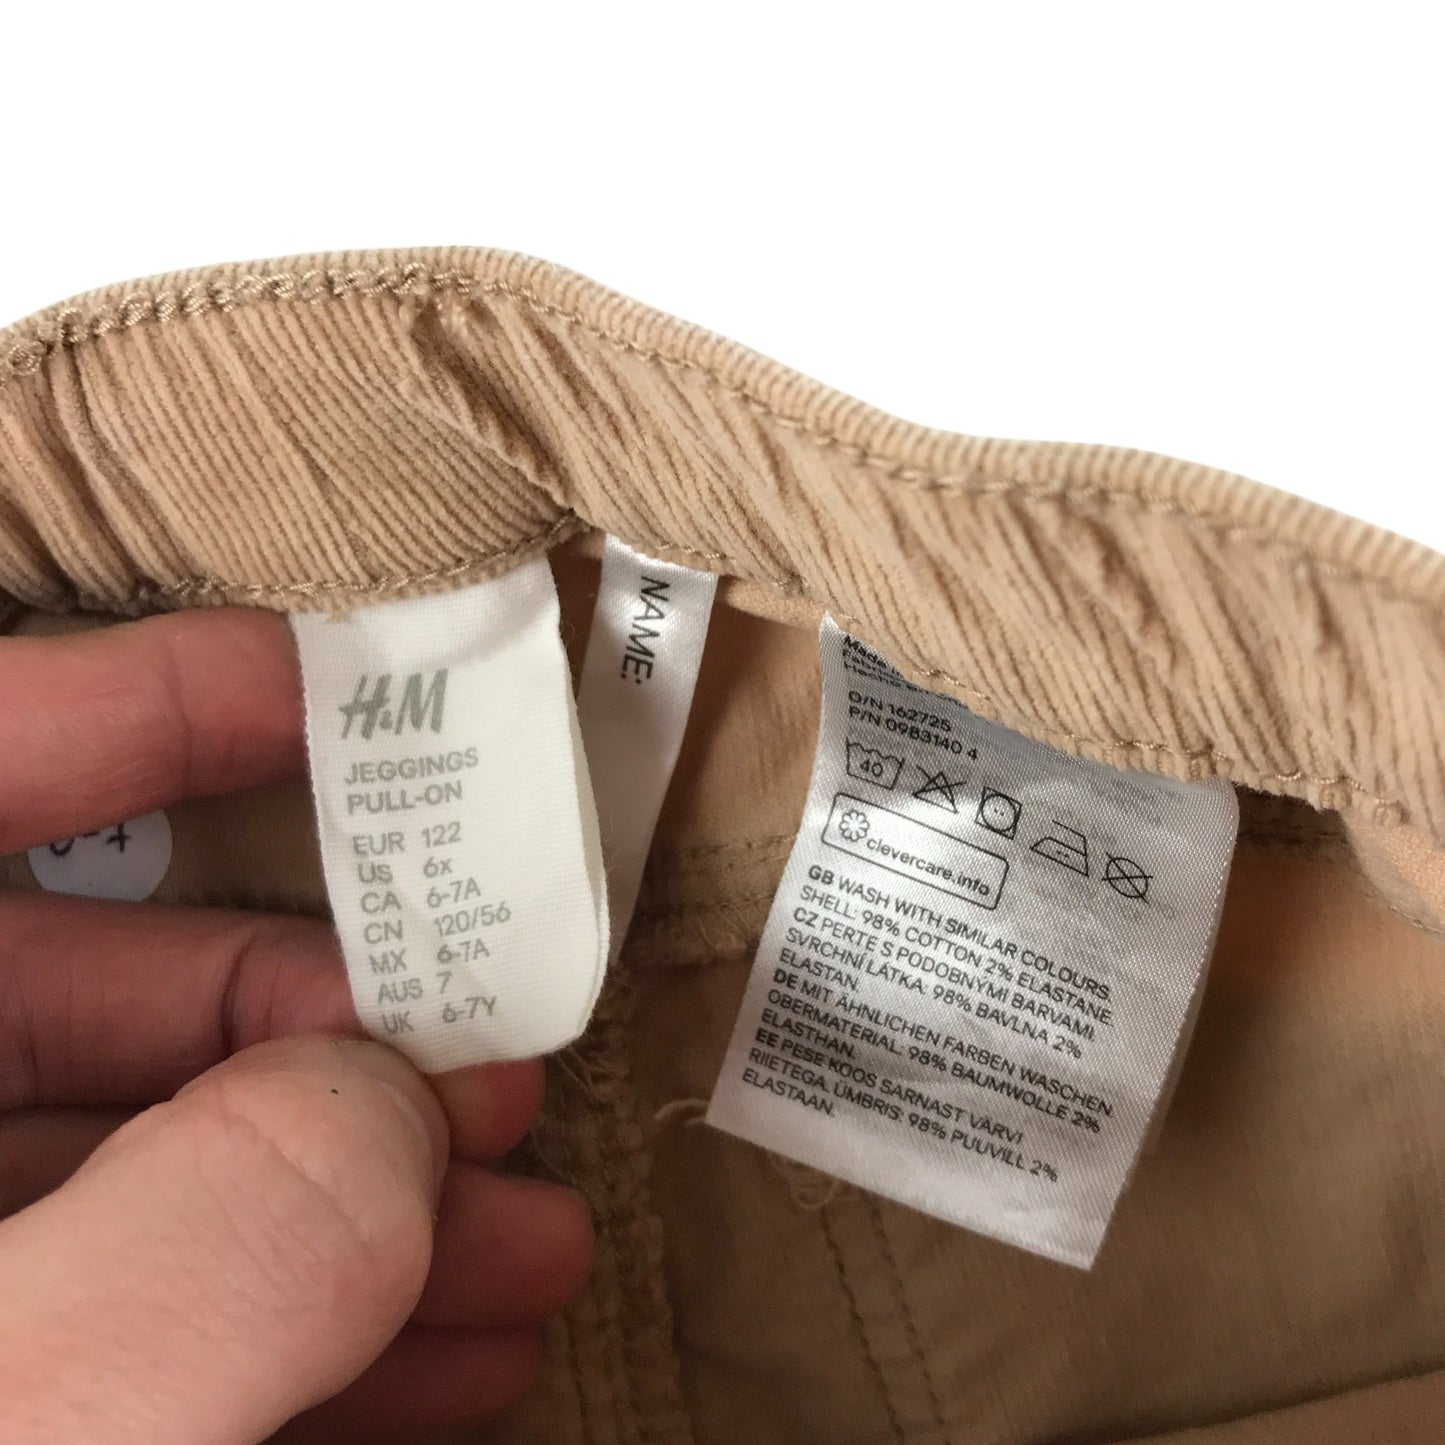 H&M
JEGGINGS
PULL-ON
EUR 122
US 6x
CA 6-7A
CN 120/56
MX 6-7A
AUS 7
UK 6-7Y
NAME:
Made
O/N 162725
P/N 0983140 4
40
clevercare.info
GB WASH WITH SIMILAR COLOURS.
SHELL: 98% COTTON 2% ELASTANE.
CZ PERTE S PODOBNÝMI BARVAMI.
SVRCHNÍ LÁTKA: 98% BAVLNA 2%
ELASTAN.
DE MIT ÄHNLICHEN FARBEN WASCHEN.
OBERMATERIAL: 98% BAUMWOLLE 2%
ELASTHAN.
EE PESE KOOS SARNAST VÄRVI
RIIETEGA. ÜMBRIS: 98% PUUVILL 2%
ELASTAAN.